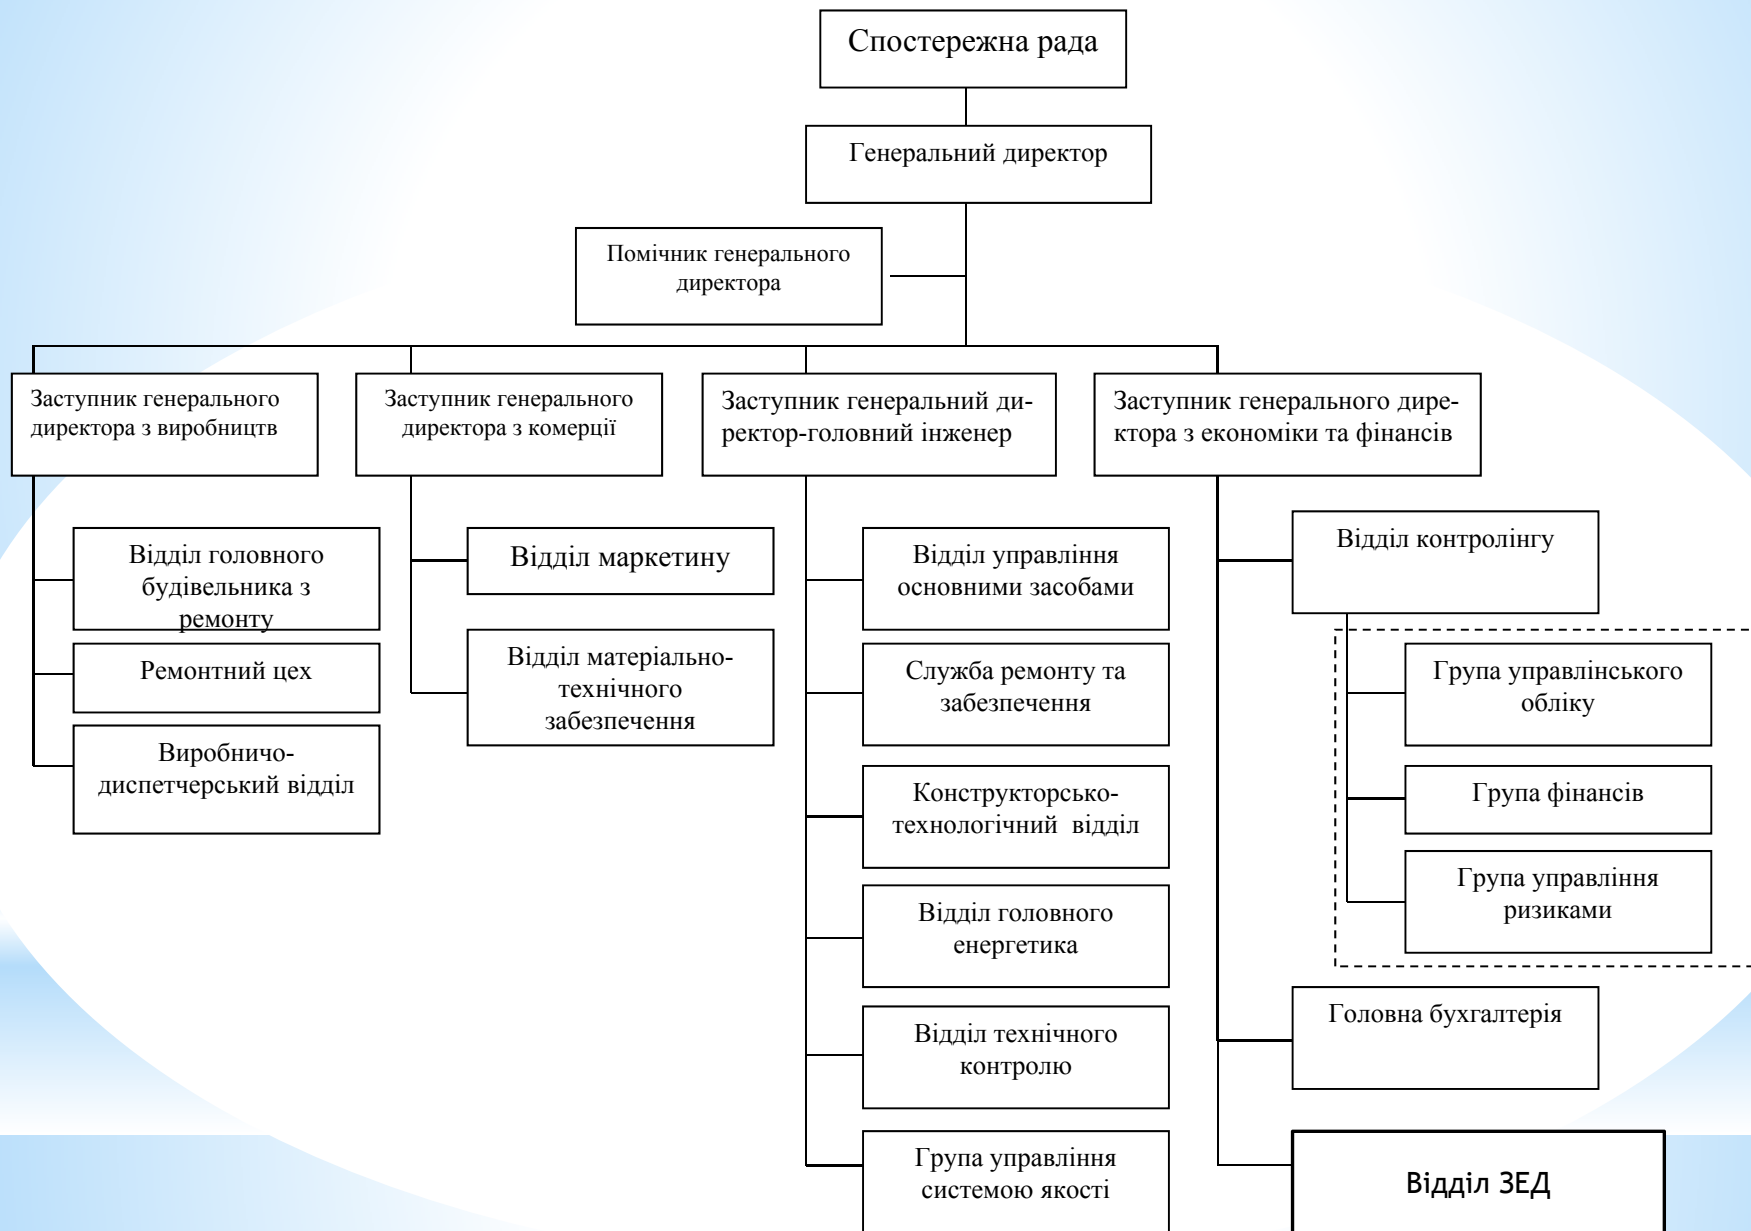 Спостережна рада
Генеральний директор
Помічник генерального
директора
Заступник генерального
директора з виробництв
Заступник генерального
директора з комерції
Заступник генеральний ди-
ректор-головний інженер
Заступник генерального дире-
ктора з економіки та фінансів
Відділ головного
будівельника з
ремонту
Ремонтний цех
Виробничо-
диспетчерський відділ
Відділ маркетину
Відділ матеріально-
технічного
забезпечення
Відділ управління
основними засобами
Служба ремонту та
забезпечення
Конструкторсько-
технологічний відділ
Відділ головного
енергетика
Відділ технічного
контролю
Група управління
системою якості
Відділ контролінгу
Група управлінського
обліку
Група фінансів
Група управління
ризиками
Головна бухгалтерія
Відділ ЗЕД